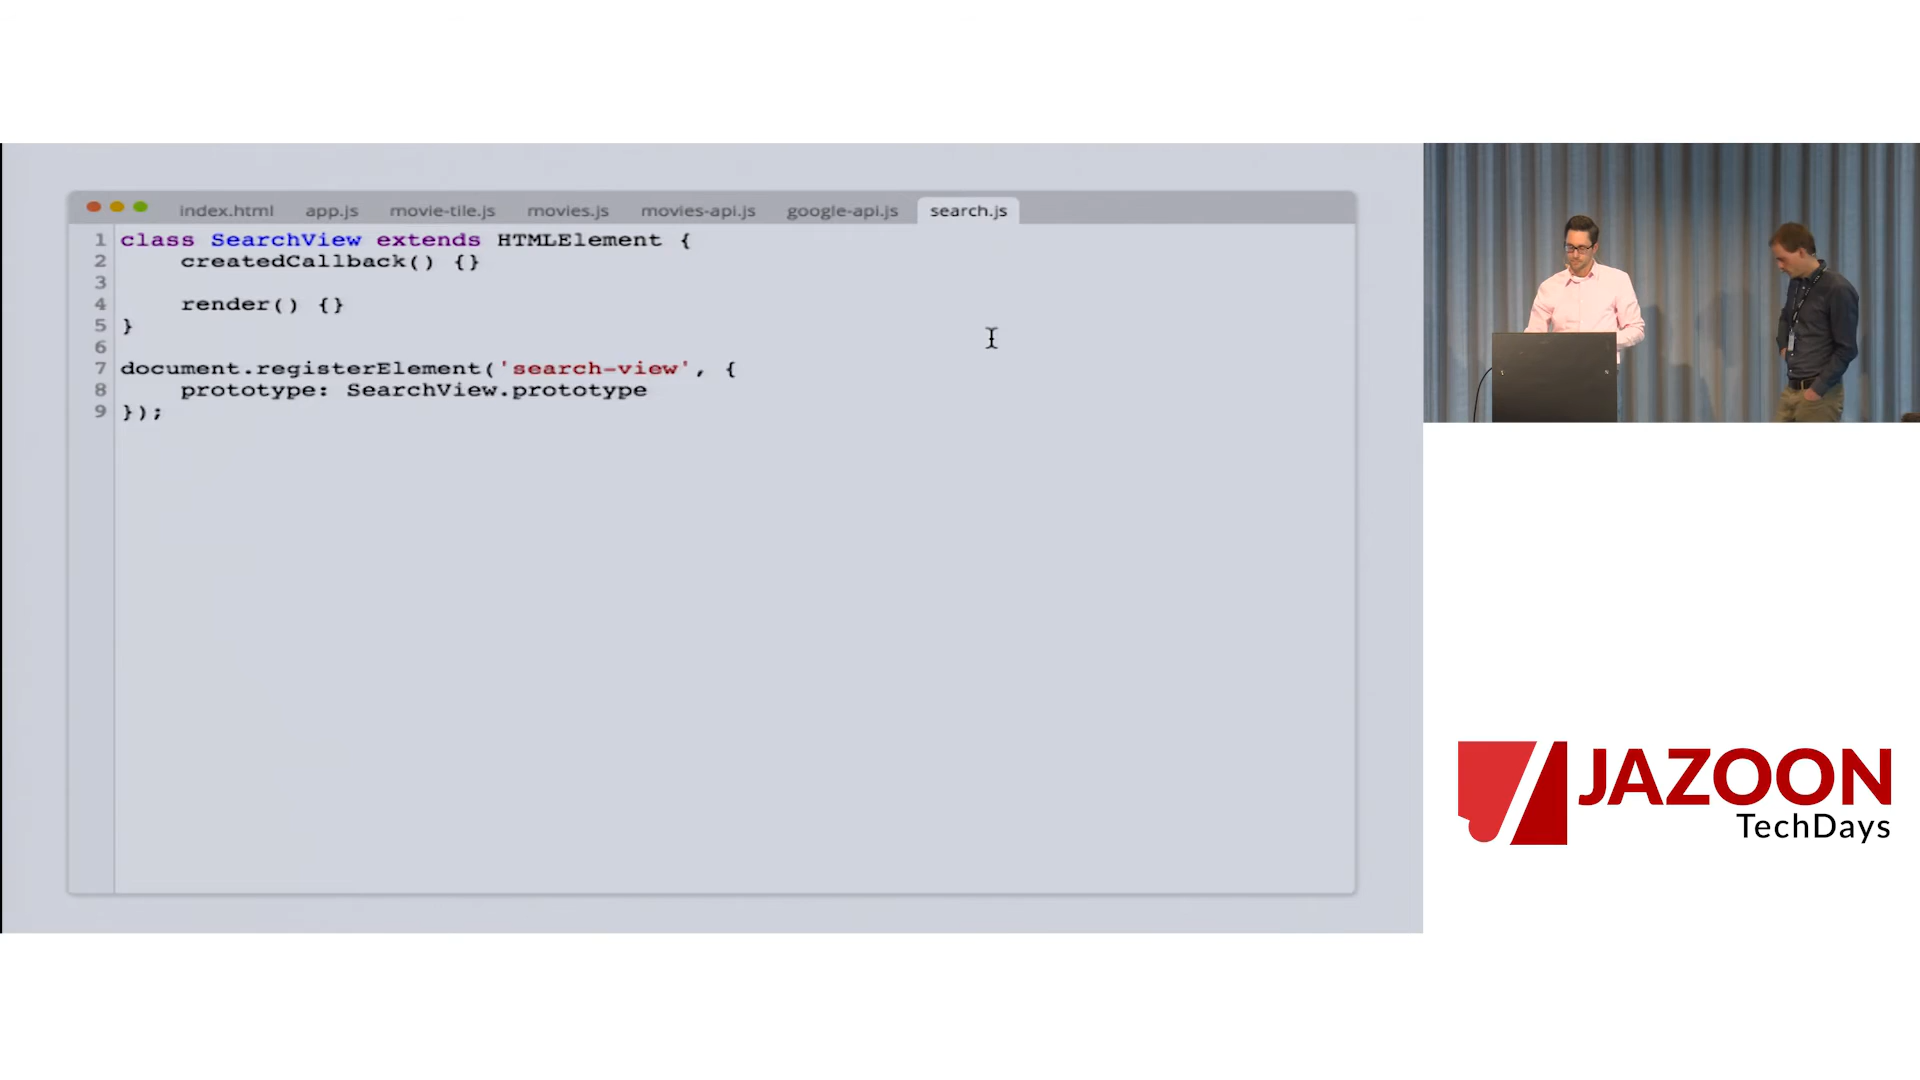 index.html app.js movie-tile.js movies.js movies-api.js google-api.js search.js
1 class SearchView extends HTMLElement {
2 createdCallback() {}
3
4 render() {}
5 }
6
7 document.registerElement('search-view', {
8 prototype: SearchView.prototype
9 });
JAZOON
TechDays